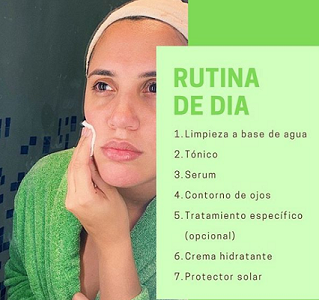 RUTINA
DE DIA
1. Limpieza a base de agua
2. Tónico
3. Serum
4. Contorno de ojos
5. Tratamiento específico
(opcional)
6. Crema hidratante
7. Protector solar